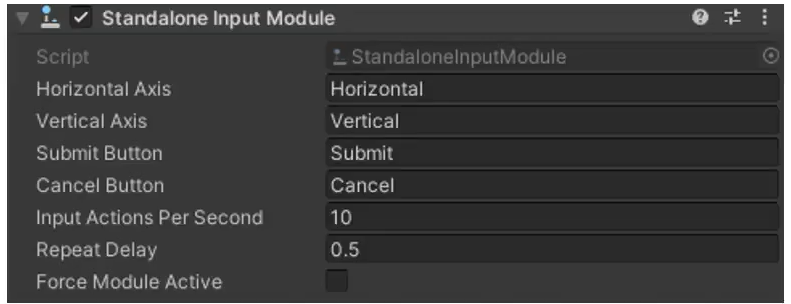 Standalone Input Module
Script StandaloneInputModule
Horizontal Axis Horizontal
Vertical Axis Vertical
Submit Button Submit
Cancel Button Cancel
Input Actions Per Second 10
Repeat Delay 0.5
Force Module Active